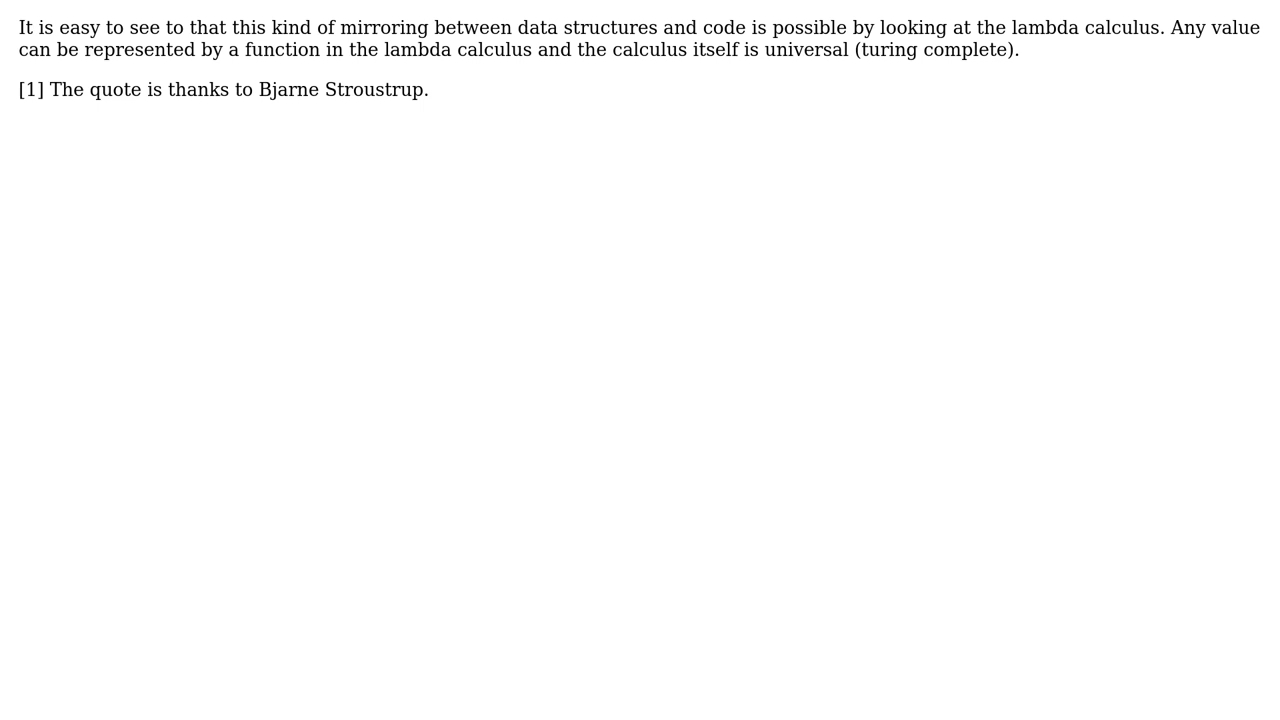 It is easy to see to that this kind of mirroring between data structures and code is possible by looking at the lambda calculus. Any value
can be represented by a function in the lambda calculus and the calculus itself is universal (turing complete).
[1] The quote is thanks to Bjarne Stroustrup.